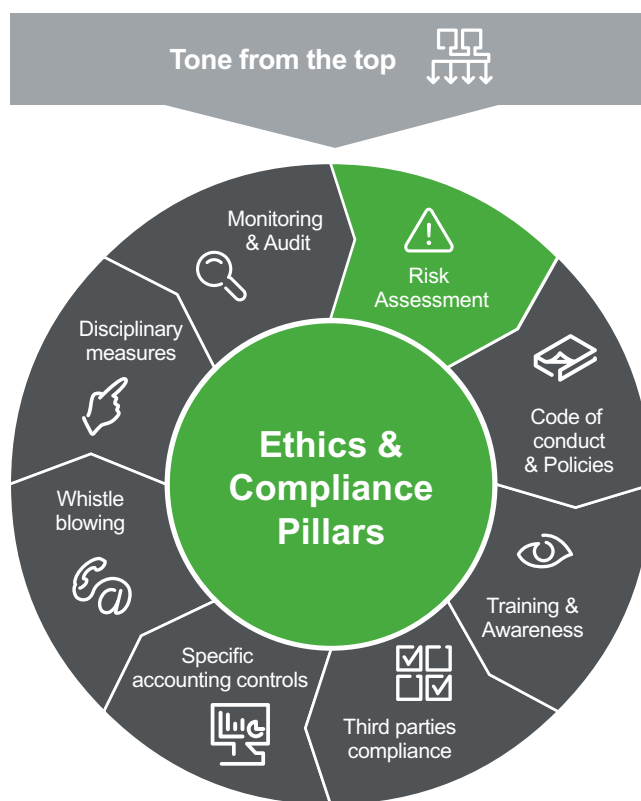 Tone from the top
Monitoring
& Audit
Risk
Assessment
Code of
conduct
& Policies
Training &
Awareness
Third parties
compliance
Specific
accounting controls
Whistle
blowing
Disciplinary
measures
Ethics &
Compliance
Pillars